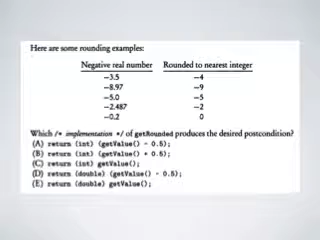 Here are some rounding examples:
Negative real number Rounded to nearest integer
−3.5 −4
−8.97 −9
−5.0 −5
−2.487 −2
−0.2 0
Which /* implementation */ of getRounded produces the desired postcondition?
(A) return (int) (getValue() - 0.5);
(B) return (int) (getValue() + 0.5);
(C) return (int) getValue();
(D) return (double) (getValue() - 0.5);
(E) return (double) getValue();